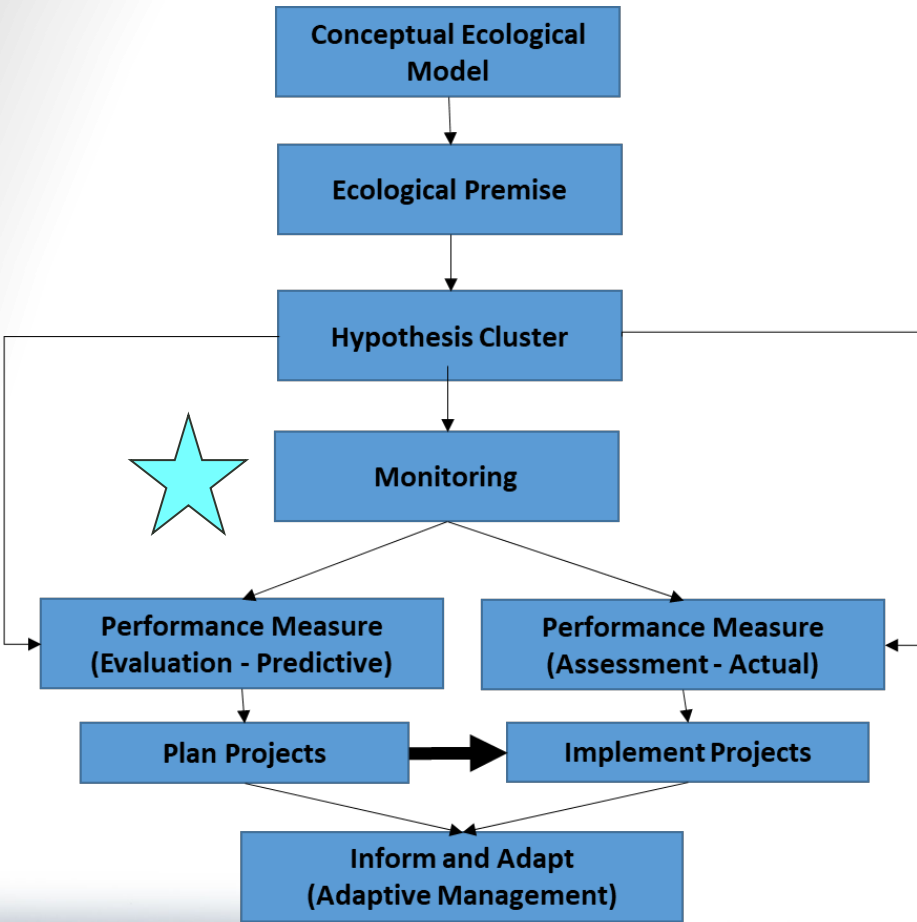 Conceptual Ecological
Model
Ecological Premise
Hypothesis Cluster
Monitoring
Performance Measure
(Evaluation - Predictive)
Performance Measure
(Assessment - Actual)
Plan Projects
Implement Projects
Inform and Adapt
(Adaptive Management)